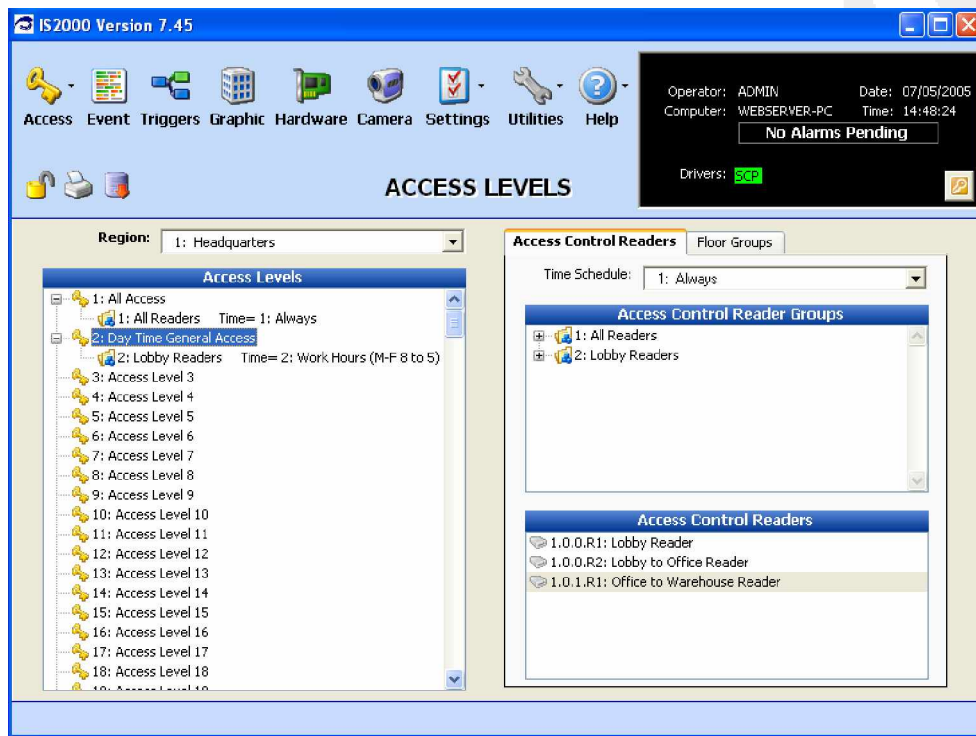 IS2000 Version 7.45
Access Event Triggers Graphic Hardware Camera Settings Utilities Help
Operator: ADMIN Date: 07/05/2005
Computer: WEBSERVER-PC Time: 14:48:24
No Alarms Pending
Drivers: SCP
ACCESS LEVELS
Region: 1: Headquarters
Access Levels
1: All Access
1: All Readers Time= 1: Always
2: Day Time General Access
2: Lobby Readers Time= 2: Work Hours (M-F 8 to 5)
3: Access Level 3
4: Access Level 4
5: Access Level 5
6: Access Level 6
7: Access Level 7
8: Access Level 8
9: Access Level 9
10: Access Level 10
11: Access Level 11
12: Access Level 12
13: Access Level 13
14: Access Level 14
15: Access Level 15
16: Access Level 16
17: Access Level 17
18: Access Level 18
Access Control Readers Floor Groups
Time Schedule: 1: Always
Access Control Reader Groups
1: All Readers
2: Lobby Readers
Access Control Readers
1.0.0.R1: Lobby Reader
1.0.0.R2: Lobby to Office Reader
1.0.1.R1: Office to Warehouse Reader